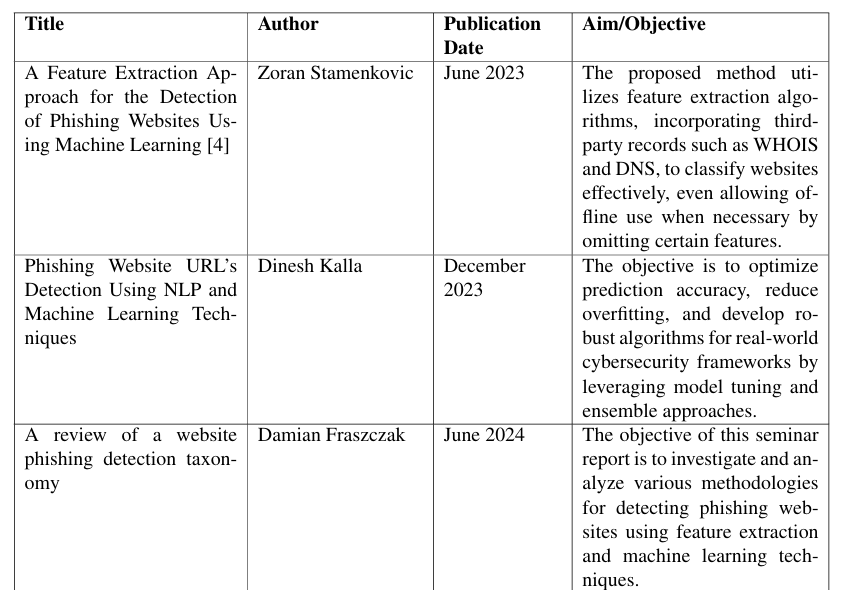 Title
Author
Publication
Date
Aim/Objective
A Feature Extraction Ap-
proach for the Detection
of Phishing Websites Us-
ing Machine Learning [4]
Zoran Stamenkovic
June 2023
The proposed method uti-
lizes feature extraction algo-
rithms, incorporating third-
party records such as WHOIS
and DNS, to classify websites
effectively, even allowing of-
fline use when necessary by
omitting certain features.
Phishing Website URL’s
Detection Using NLP and
Machine Learning Tech-
niques
Dinesh Kalla
December
2023
The objective is to optimize
prediction accuracy, reduce
overfitting, and develop ro-
bust algorithms for real-world
cybersecurity frameworks by
leveraging model tuning and
ensemble approaches.
A review of a website
phishing detection taxon-
omy
Damian Fraszczak
June 2024
The objective of this seminar
report is to investigate and an-
alyze various methodologies
for detecting phishing web-
sites using feature extraction
and machine learning tech-
niques.